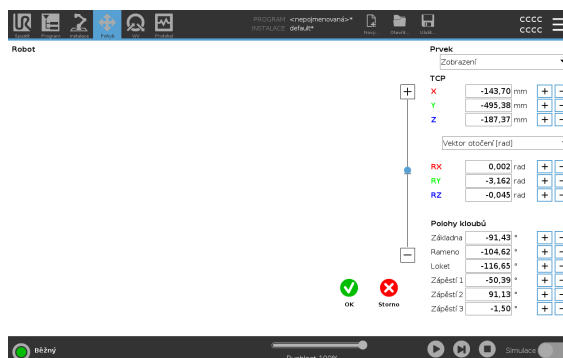 PROGRAM <nepojmenovaná>*
INSTALACE default*
cccc
cccc
Spustit Program Instalace Pohyb V/V Protokol Nový... Otevřít... Uložit...
Robot
Prvek
Zobrazení
TCP
X -143,70 mm + −
Y -495,38 mm + −
Z -187,37 mm + −
Vektor otočení [rad]
RX 0,002 rad + −
RY -3,162 rad + −
RZ -0,045 rad + −
Polohy kloubů
Základna -91,43 ° + −
Rameno -104,62 ° + −
Loket -116,65 ° + −
Zápěstí 1 -50,39 ° + −
Zápěstí 2 91,13 ° + −
Zápěstí 3 -1,50 ° + −
OK Storno
Běžný
Rychlost 100%
Simulace